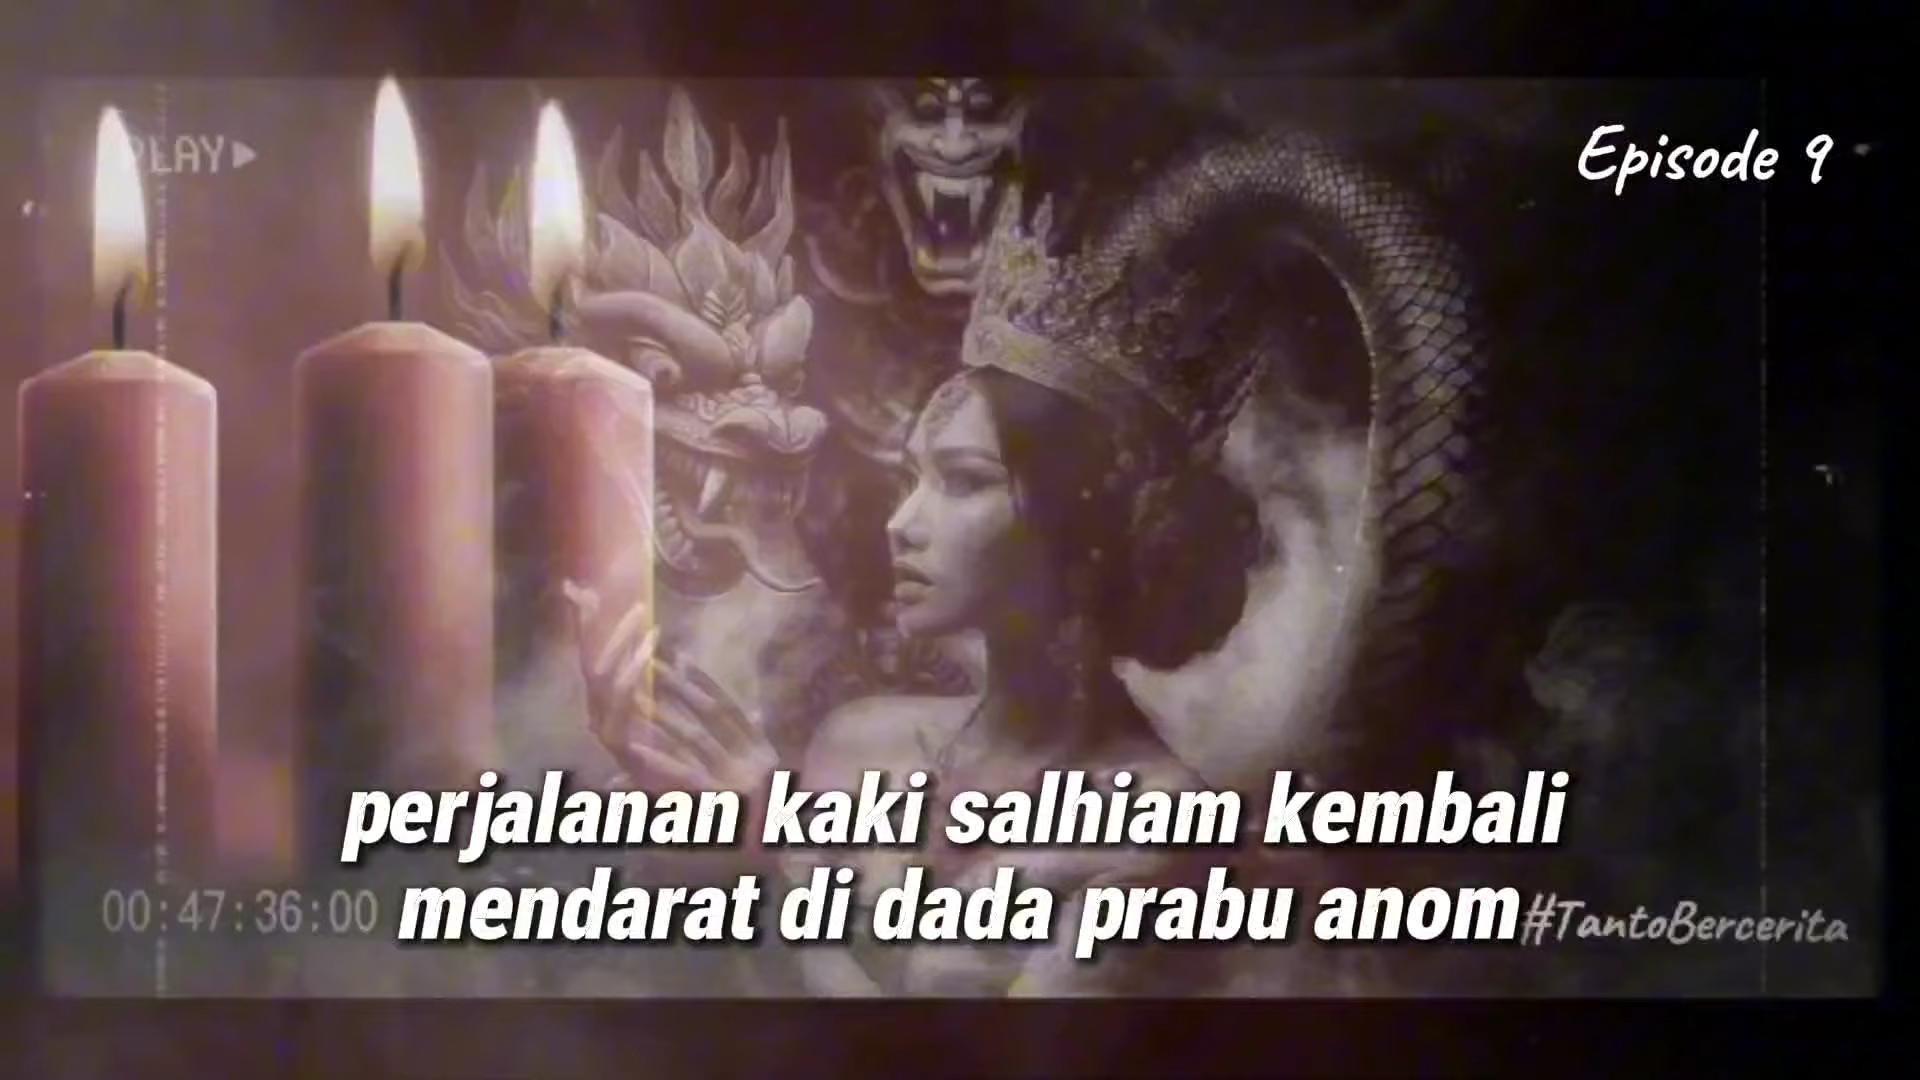 PLAY▶
Episode 9
perjalanan kaki salhiam kembali
mendarat di dada prabu anom
00:47:36:00
#TantoBercerita